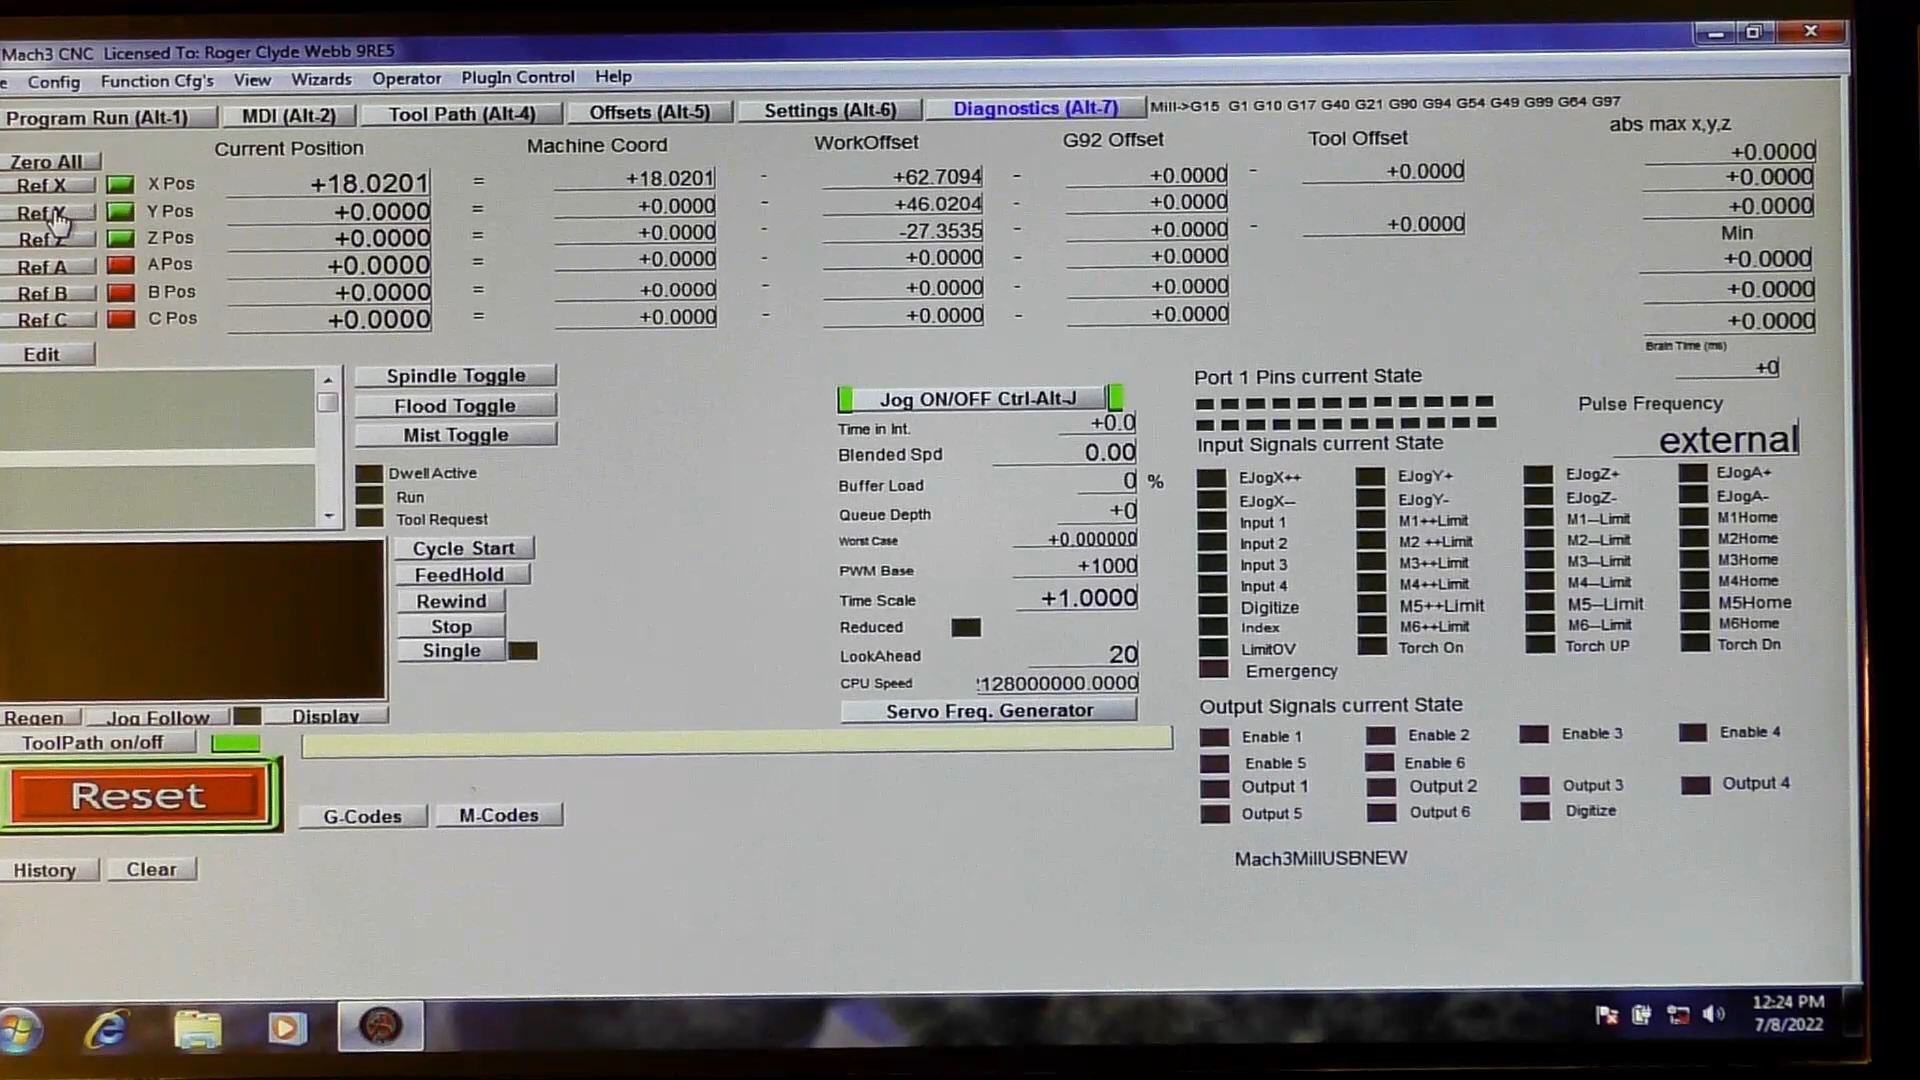 Mach3 CNC Licensed To: Roger Clyde Webb 9RE5
e Config Function Cfg's View Wizards Operator PlugIn Control Help
Program Run (Alt-1) MDI (Alt-2) Tool Path (Alt-4) Offsets (Alt-5) Settings (Alt-6) Diagnostics (Alt-7) Mill->G15 G1 G10 G17 G40 G21 G90 G94 G54 G49 G99 G64 G97
Current Position Machine Coord WorkOffset G92 Offset Tool Offset abs max x,y,z
Zero All +0.0000
Ref X X Pos +18.0201 = +18.0201 - +62.7094 - +0.0000 - +0.0000 +0.0000
Ref Y Y Pos +0.0000 = +0.0000 - +46.0204 - +0.0000 +0.0000
Ref Z Z Pos +0.0000 = +0.0000 - -27.3535 - +0.0000 - +0.0000 Min
Ref A A Pos +0.0000 = +0.0000 - +0.0000 - +0.0000 +0.0000
Ref B B Pos +0.0000 = +0.0000 - +0.0000 - +0.0000 +0.0000
Ref C C Pos +0.0000 = +0.0000 - +0.0000 - +0.0000 +0.0000
Brain Time (ms)
+0
Edit
Spindle Toggle
Flood Toggle
Mist Toggle
Dwell Active
Run
Tool Request
Cycle Start
FeedHold
Rewind
Stop
Single
Regen Jog Follow Display
ToolPath on/off
Reset
G-Codes M-Codes
History Clear
Jog ON/OFF Ctrl-Alt-J
Time in Int. +0.0
Blended Spd 0.00
Buffer Load 0 %
Queue Depth +0
Worst Case +0.000000
PWM Base +1000
Time Scale +1.0000
Reduced
LookAhead 20
CPU Speed 128000000.0000
Servo Freq. Generator
Port 1 Pins current State
Pulse Frequency
external
Input Signals current State
EJogX++ EJogY+ EJogZ+ EJogA+
EJogX-- EJogY- EJogZ- EJogA-
Input 1 M1++Limit M1--Limit M1Home
Input 2 M2 ++Limit M2--Limit M2Home
Input 3 M3++Limit M3--Limit M3Home
Input 4 M4++Limit M4--Limit M4Home
Digitize M5++Limit M5--Limit M5Home
Index M6++Limit M6--Limit M6Home
LimitOV Torch On Torch UP Torch Dn
Emergency
Output Signals current State
Enable 1 Enable 2 Enable 3 Enable 4
Enable 5 Enable 6
Output 1 Output 2 Output 3 Output 4
Output 5 Output 6 Digitize
Mach3MillUSBNEW
12:24 PM
7/8/2022